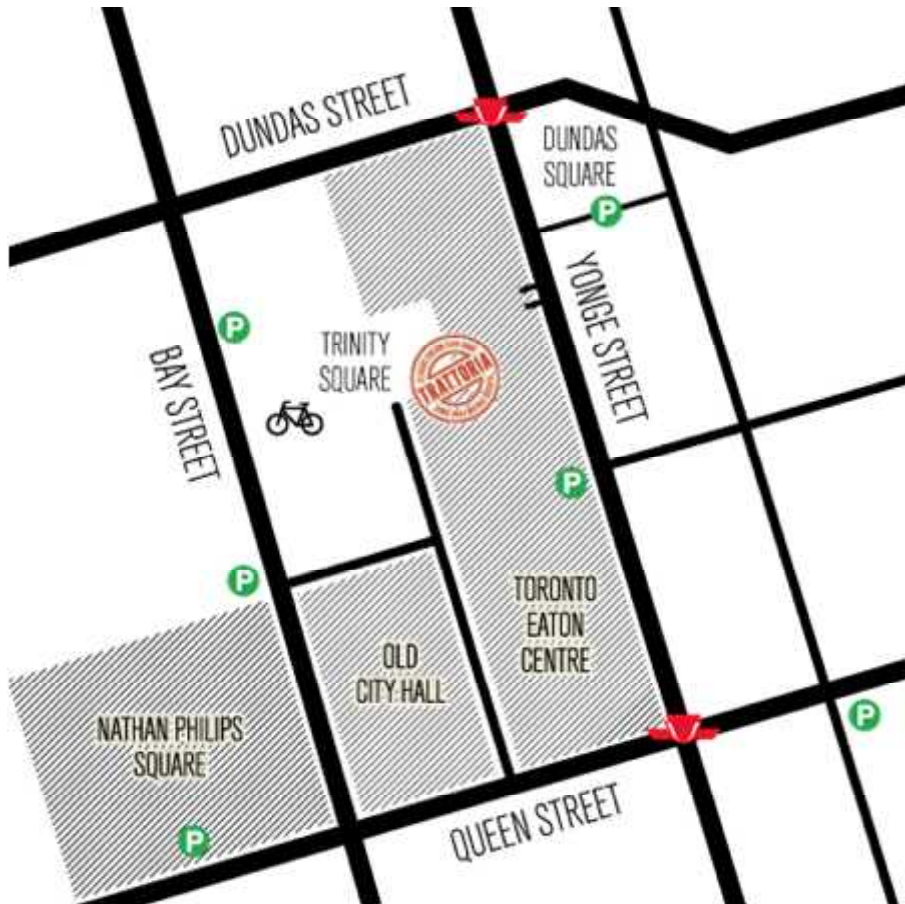 DUNDAS STREET
DUNDAS
SQUARE
P
YONGE STREET
P
TRINITY
SQUARE
TRATTORIA
BAY STREET
P
P
TORONTO
EATON
CENTRE
OLD
CITY HALL
NATHAN PHILIPS
SQUARE
P
P
QUEEN STREET